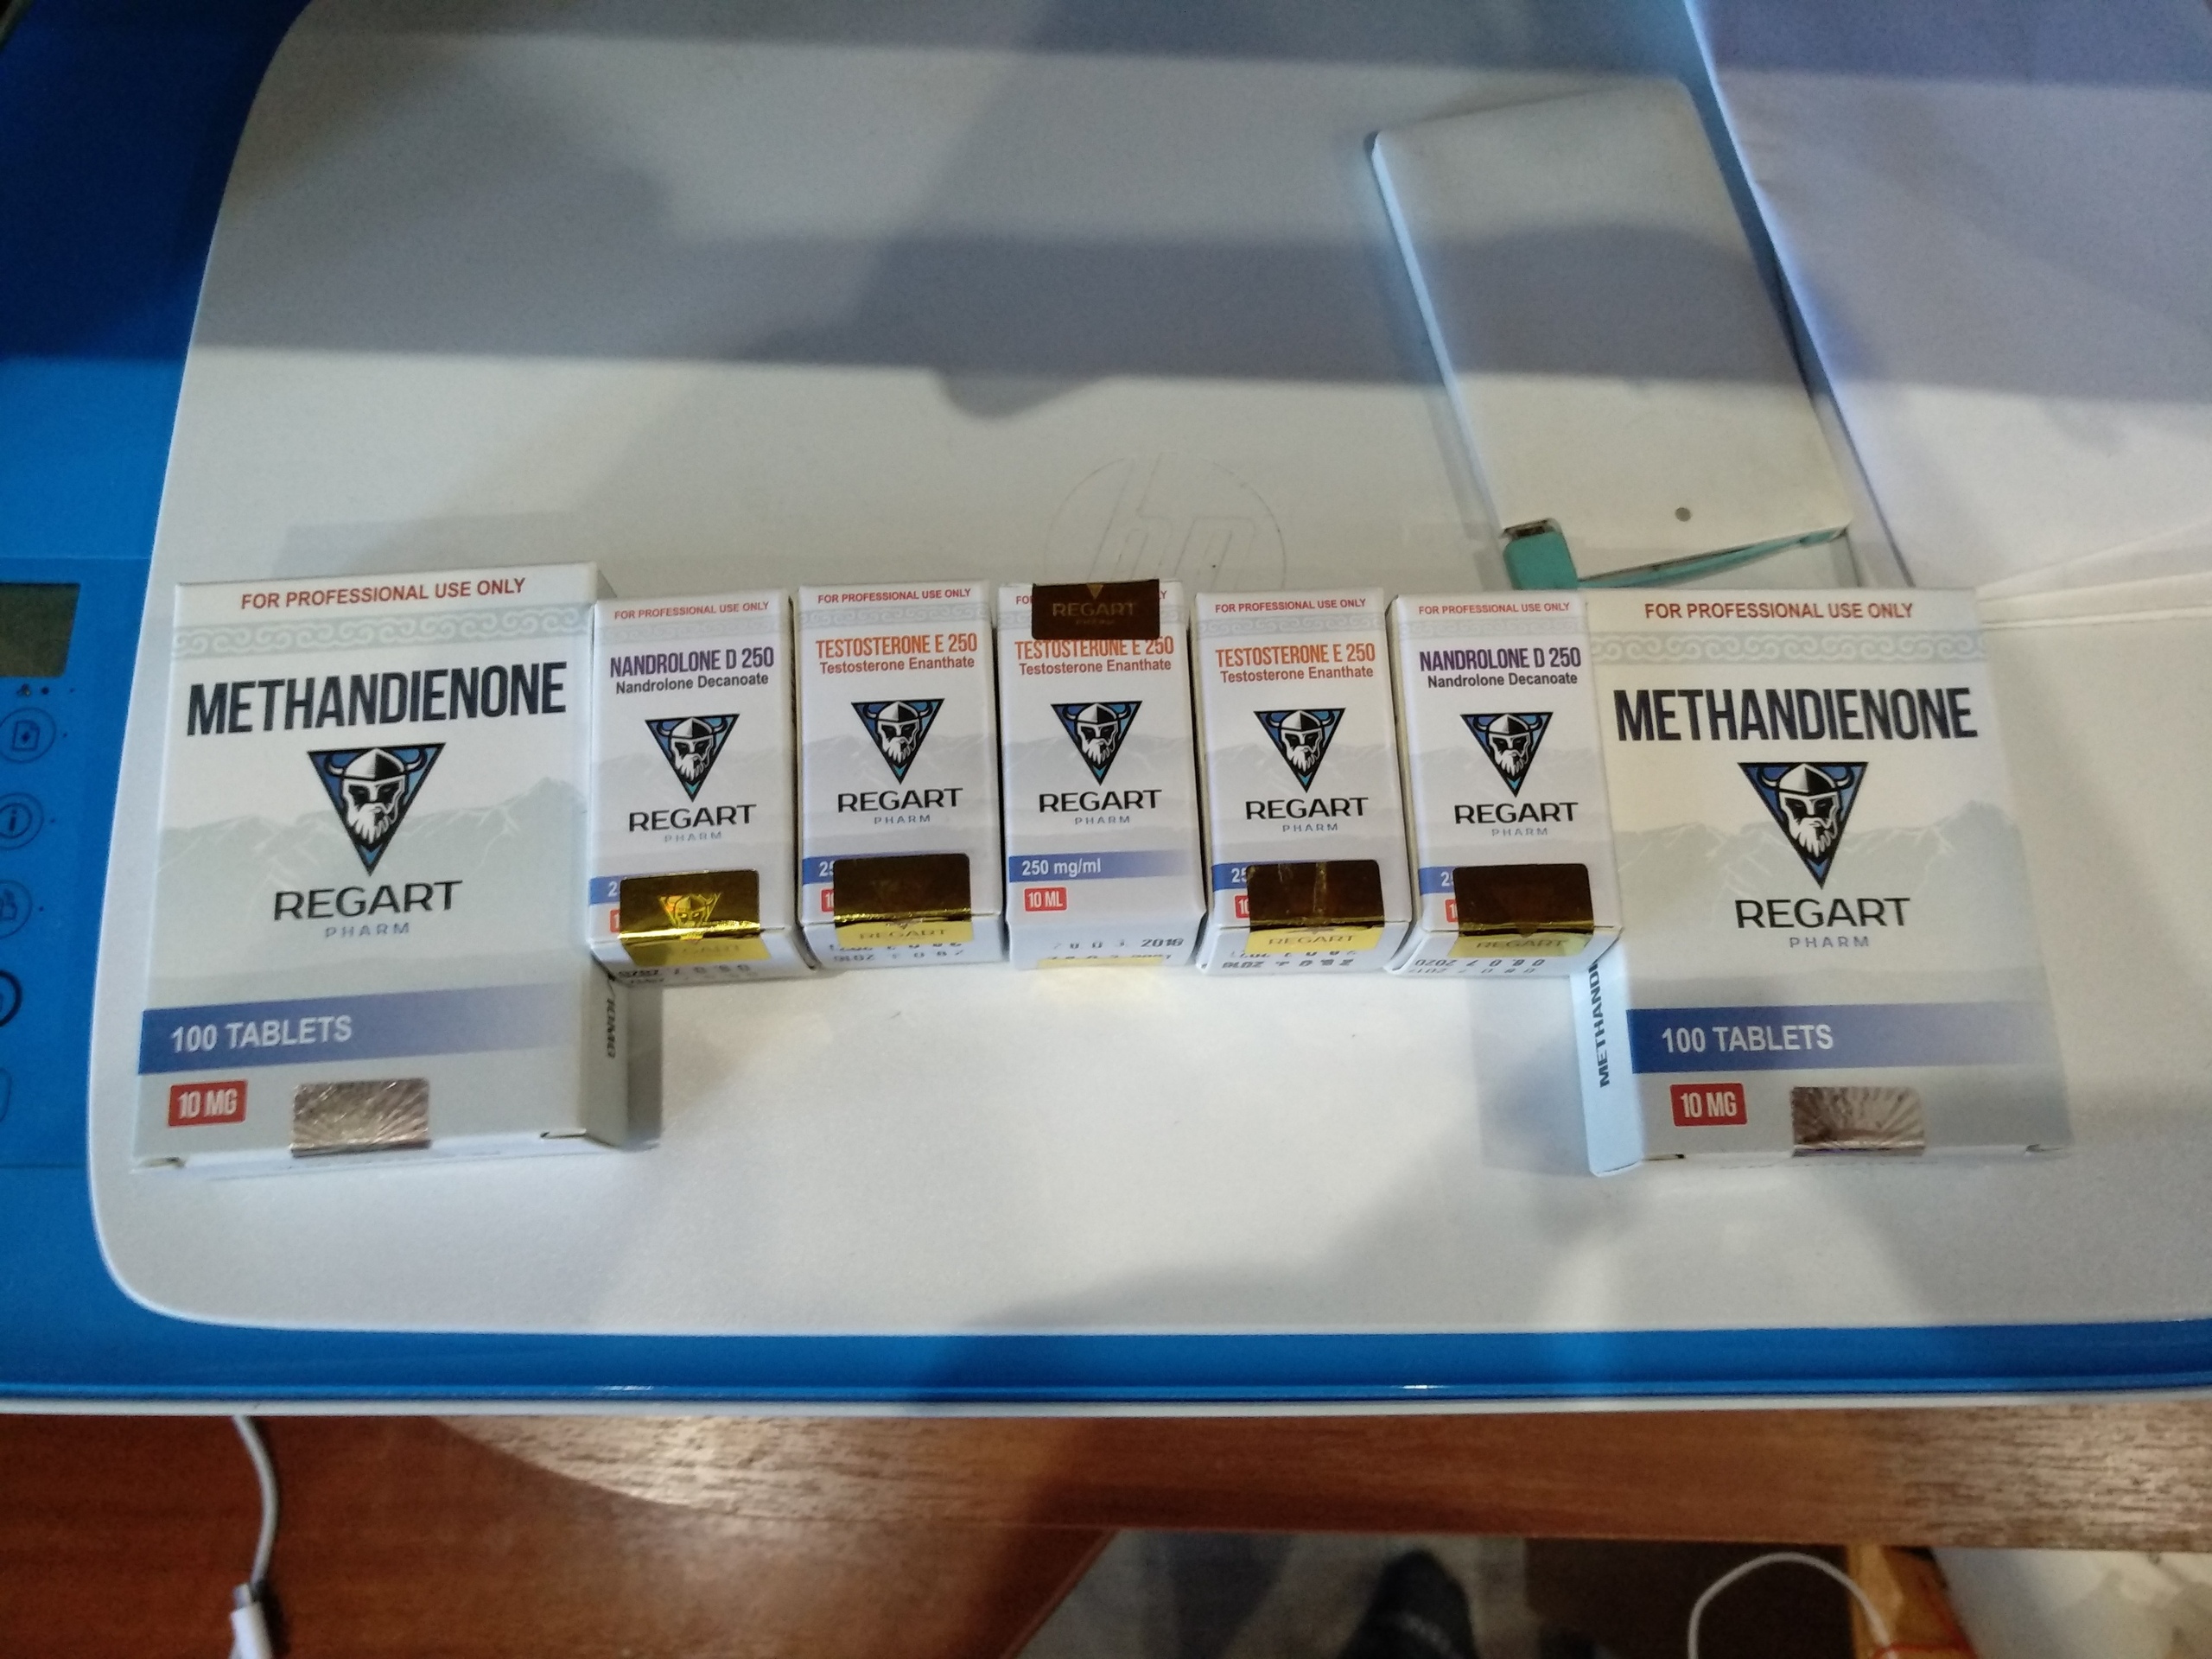 hp
FOR PROFESSIONAL USE ONLY
METHANDIENONE
REGART
PHARM
100 TABLETS
10 MG
FOR PROFESSIONAL USE ONLY
NANDROLONE D 250
Nandrolone Decanoate
REGART
PHARM
REGART
FOR PROFESSIONAL USE ONLY
TESTOSTERONE E 250
Testosterone Enanthate
REGART
PHARM
REGART
REGART
TESTOSTERONE E 250
Testosterone Enanthate
REGART
PHARM
250 mg/ml
10 ML
2016
FOR PROFESSIONAL USE ONLY
TESTOSTERONE E 250
Testosterone Enanthate
REGART
PHARM
REGART
FOR PROFESSIONAL USE ONLY
NANDROLONE D 250
Nandrolone Decanoate
REGART
PHARM
REGART
FOR PROFESSIONAL USE ONLY
METHANDIENONE
REGART
PHARM
100 TABLETS
10 MG